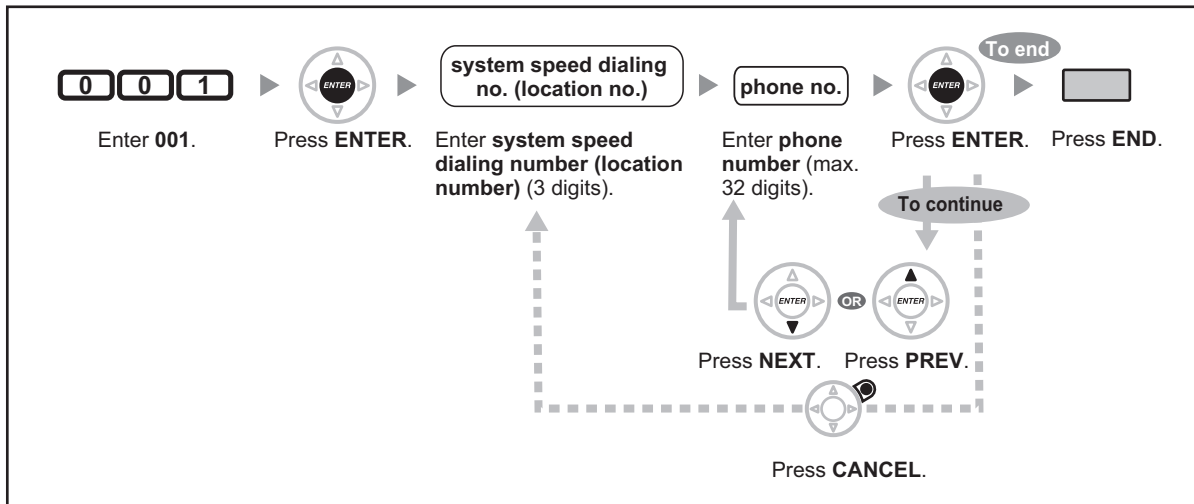 To end
0 0 1
ENTER
system speed dialing
no. (location no.)
phone no.
ENTER
Enter 001.
Press ENTER.
Enter system speed
dialing number (location
number) (3 digits).
Enter phone
number (max.
32 digits).
Press ENTER.
Press END.
To continue
ENTER
OR
ENTER
Press NEXT.
Press PREV.
Press CANCEL.